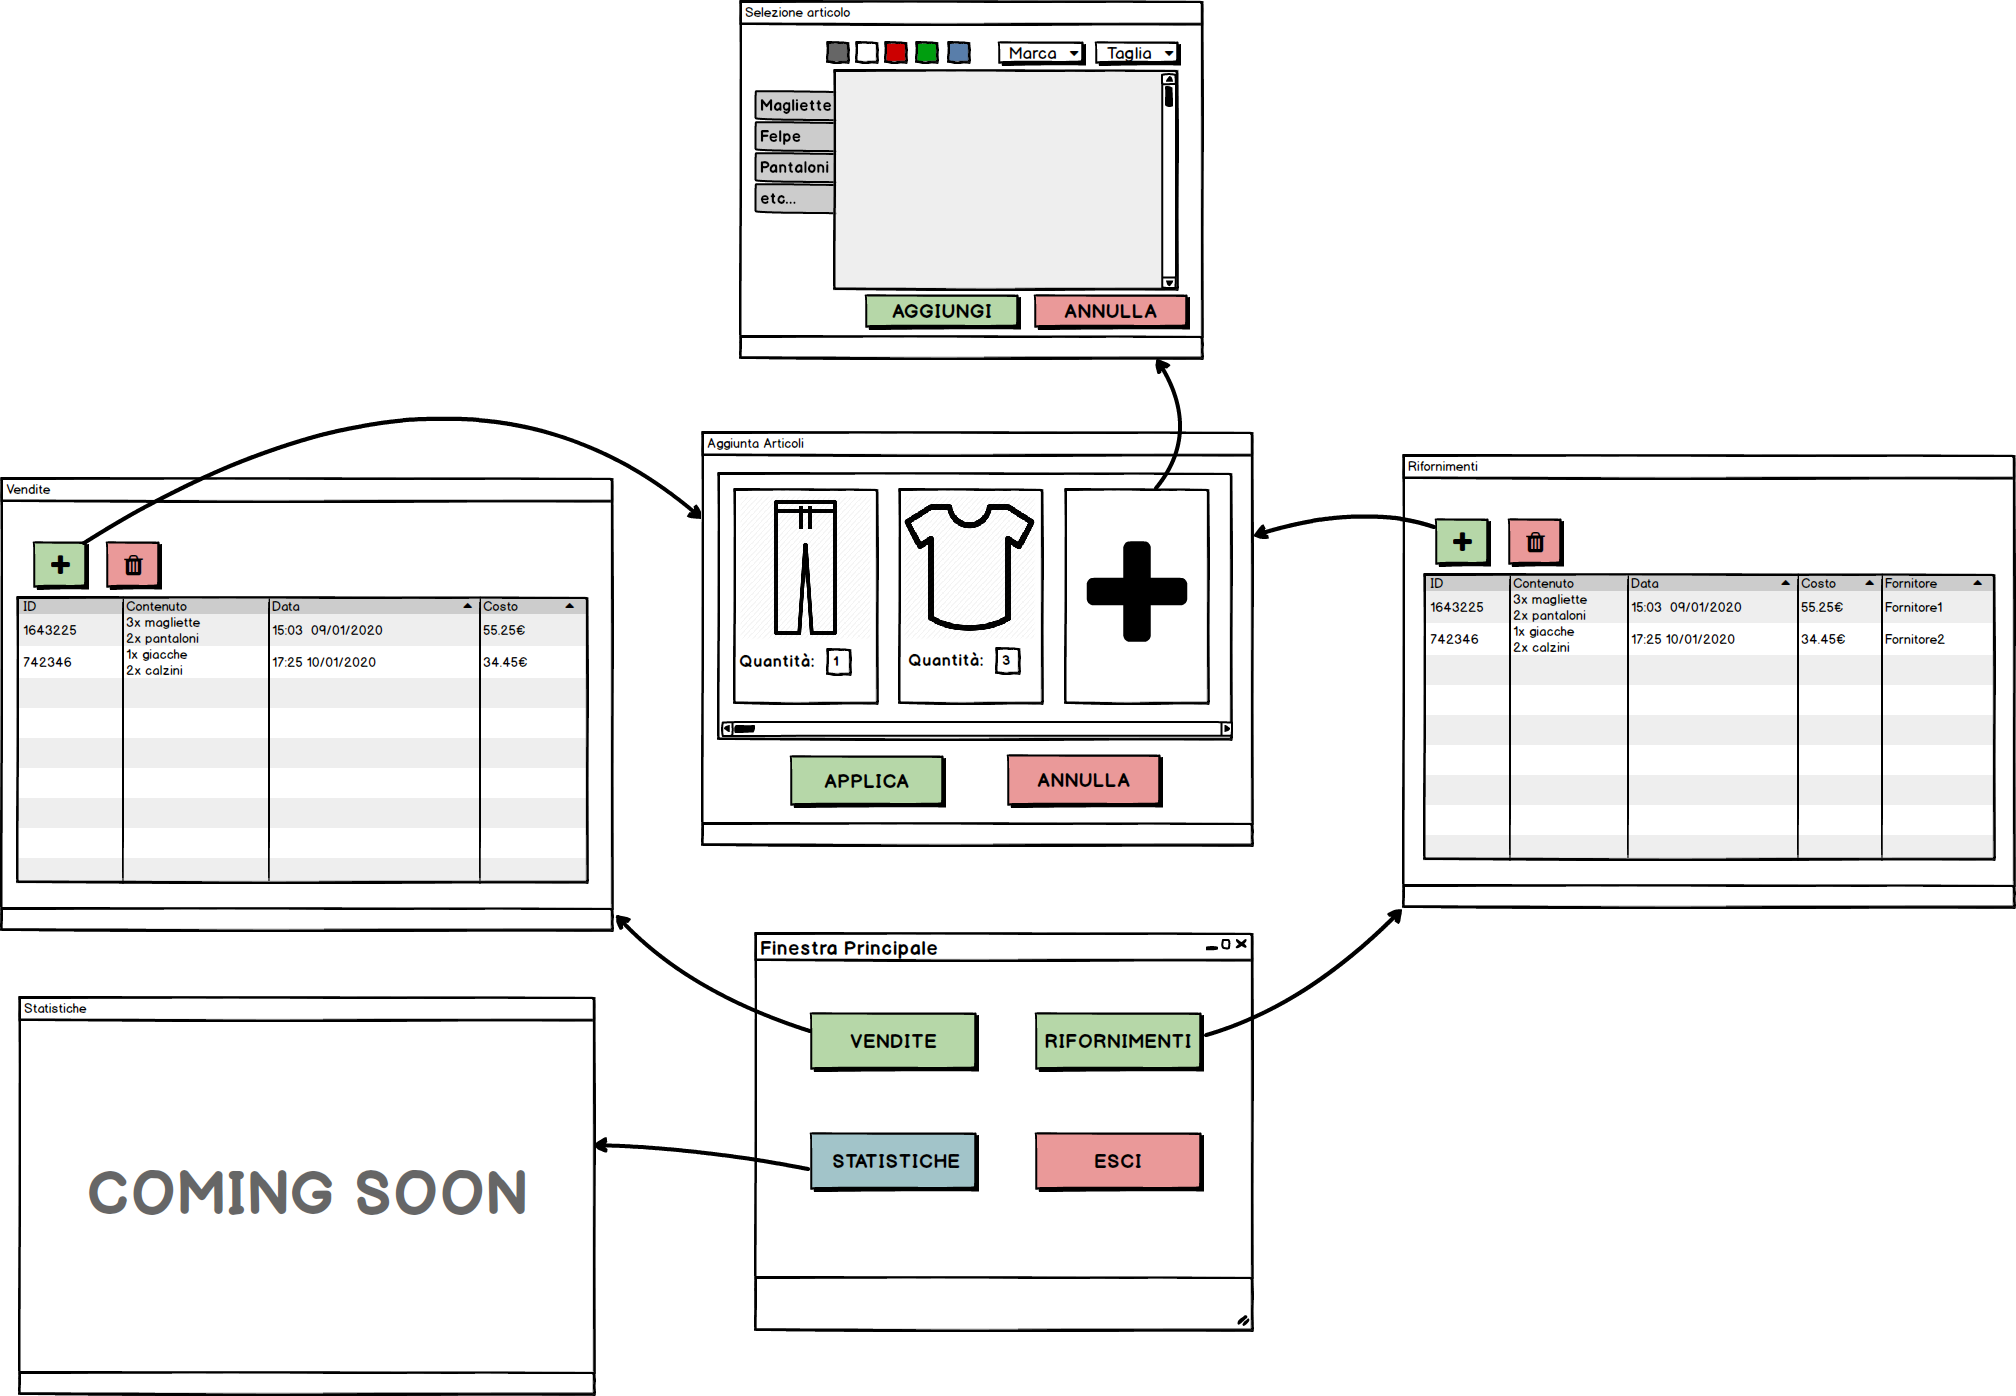 Selezione articolo
Marca
Taglia
Magliette
Felpe
Pantaloni
etc...
AGGIUNGI
ANNULLA
Vendite
ID
Contenuto
Data
Costo
1643225
3x magliette
2x pantaloni
15:03 09/01/2020
55.25€
742346
1x giacche
2x calzini
17:25 10/01/2020
34.45€
Aggiunta Articoli
Quantità: 1
Quantità: 3
APPLICA
ANNULLA
Rifornimenti
ID
Contenuto
Data
Costo
Fornitore
1643225
3x magliette
2x pantaloni
15:03 09/01/2020
55.25€
Fornitore1
742346
1x giacche
2x calzini
17:25 10/01/2020
34.45€
Fornitore2
Finestra Principale
VENDITE
RIFORNIMENTI
STATISTICHE
ESCI
Statistiche
COMING SOON